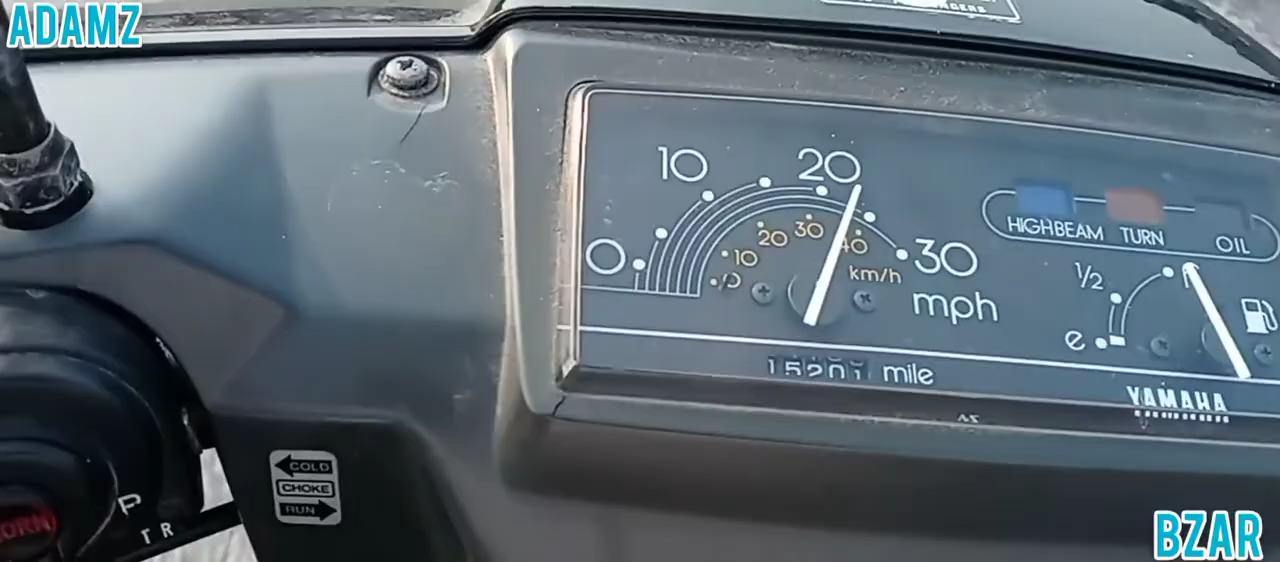 ADAMZ
10
20
0
10
20
30
40
30
km/h
mph
0
HIGHBEAM TURN OIL
1/2
e
mile
YAMAHA
COLD
CHOKE
RUN
P
BZAR